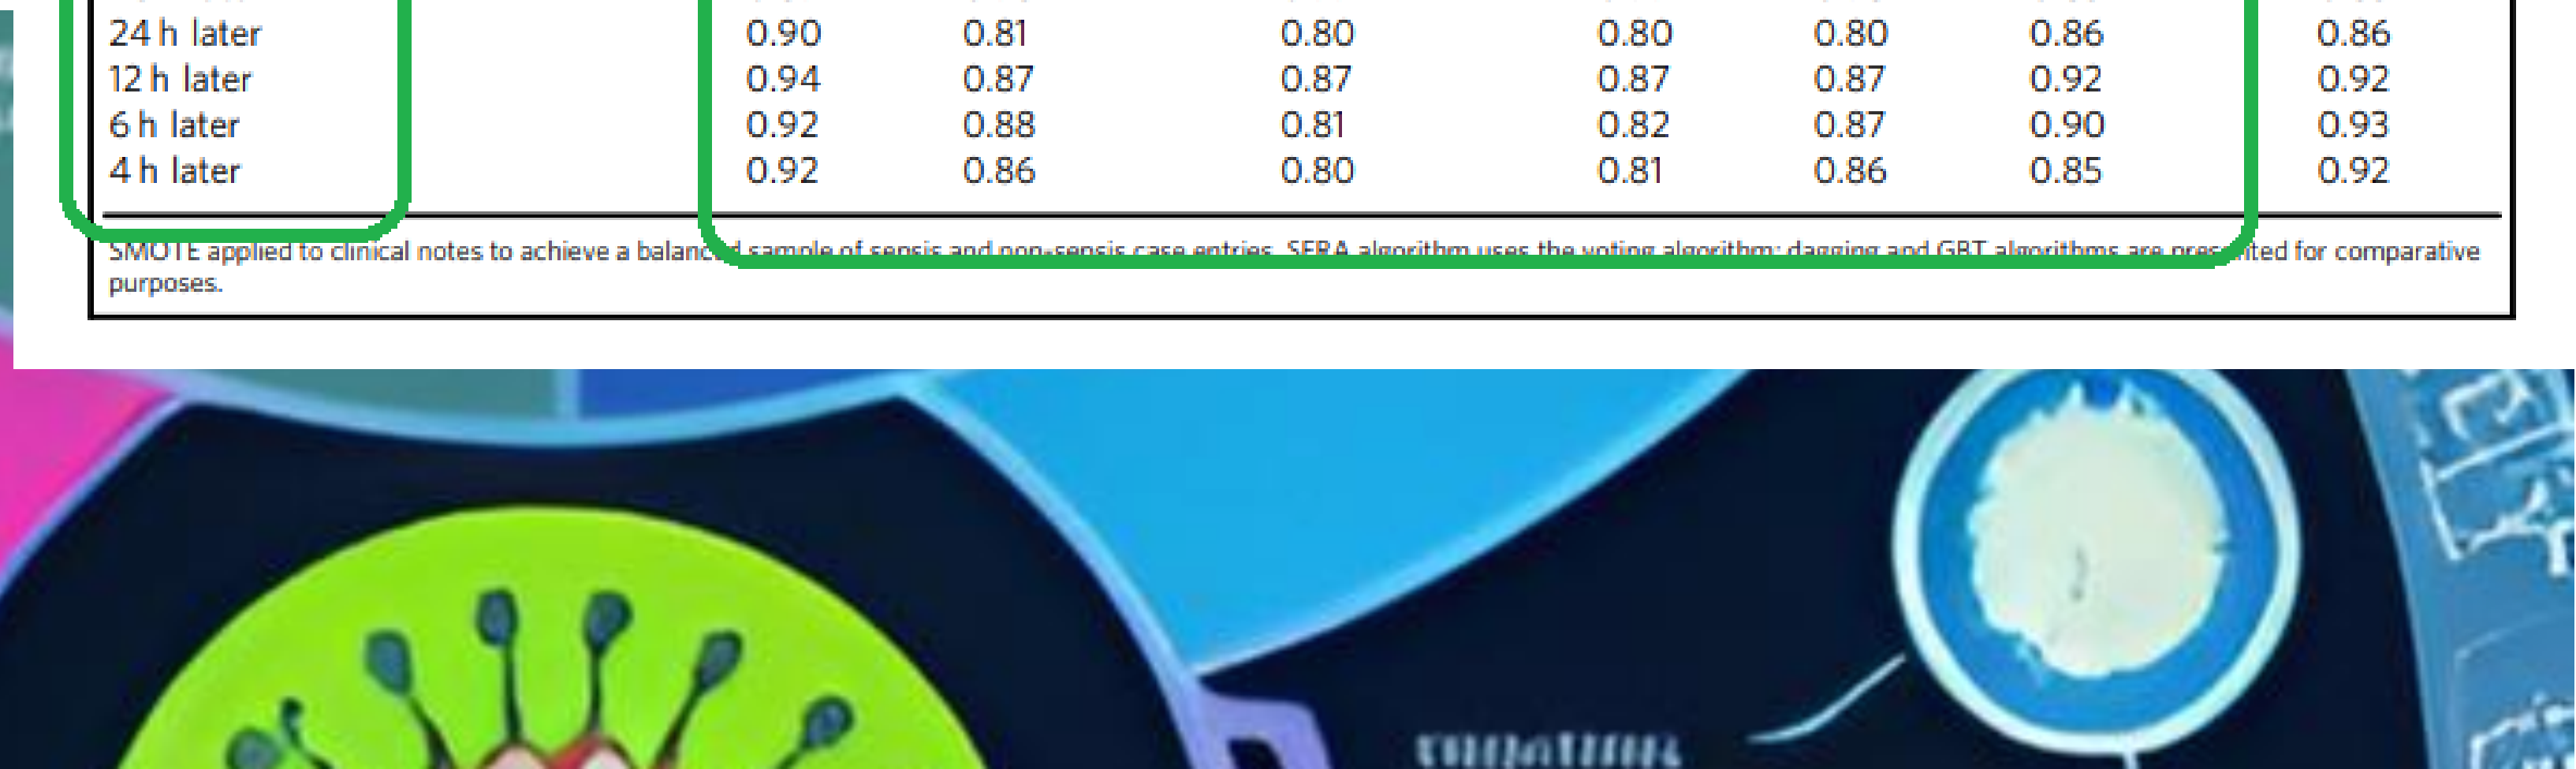 24 h later 0.90 0.81 0.80 0.80 0.80 0.86 0.86
12 h later 0.94 0.87 0.87 0.87 0.87 0.92 0.92
6 h later 0.92 0.88 0.81 0.82 0.87 0.90 0.93
4 h later 0.92 0.86 0.80 0.81 0.86 0.85 0.92
SMOTE applied to clinical notes to achieve a balanced sample of sepsis and non-sepsis case entries. SERA algorithm uses the voting algorithm; dagging and GBT algorithms are presented for comparative
purposes.